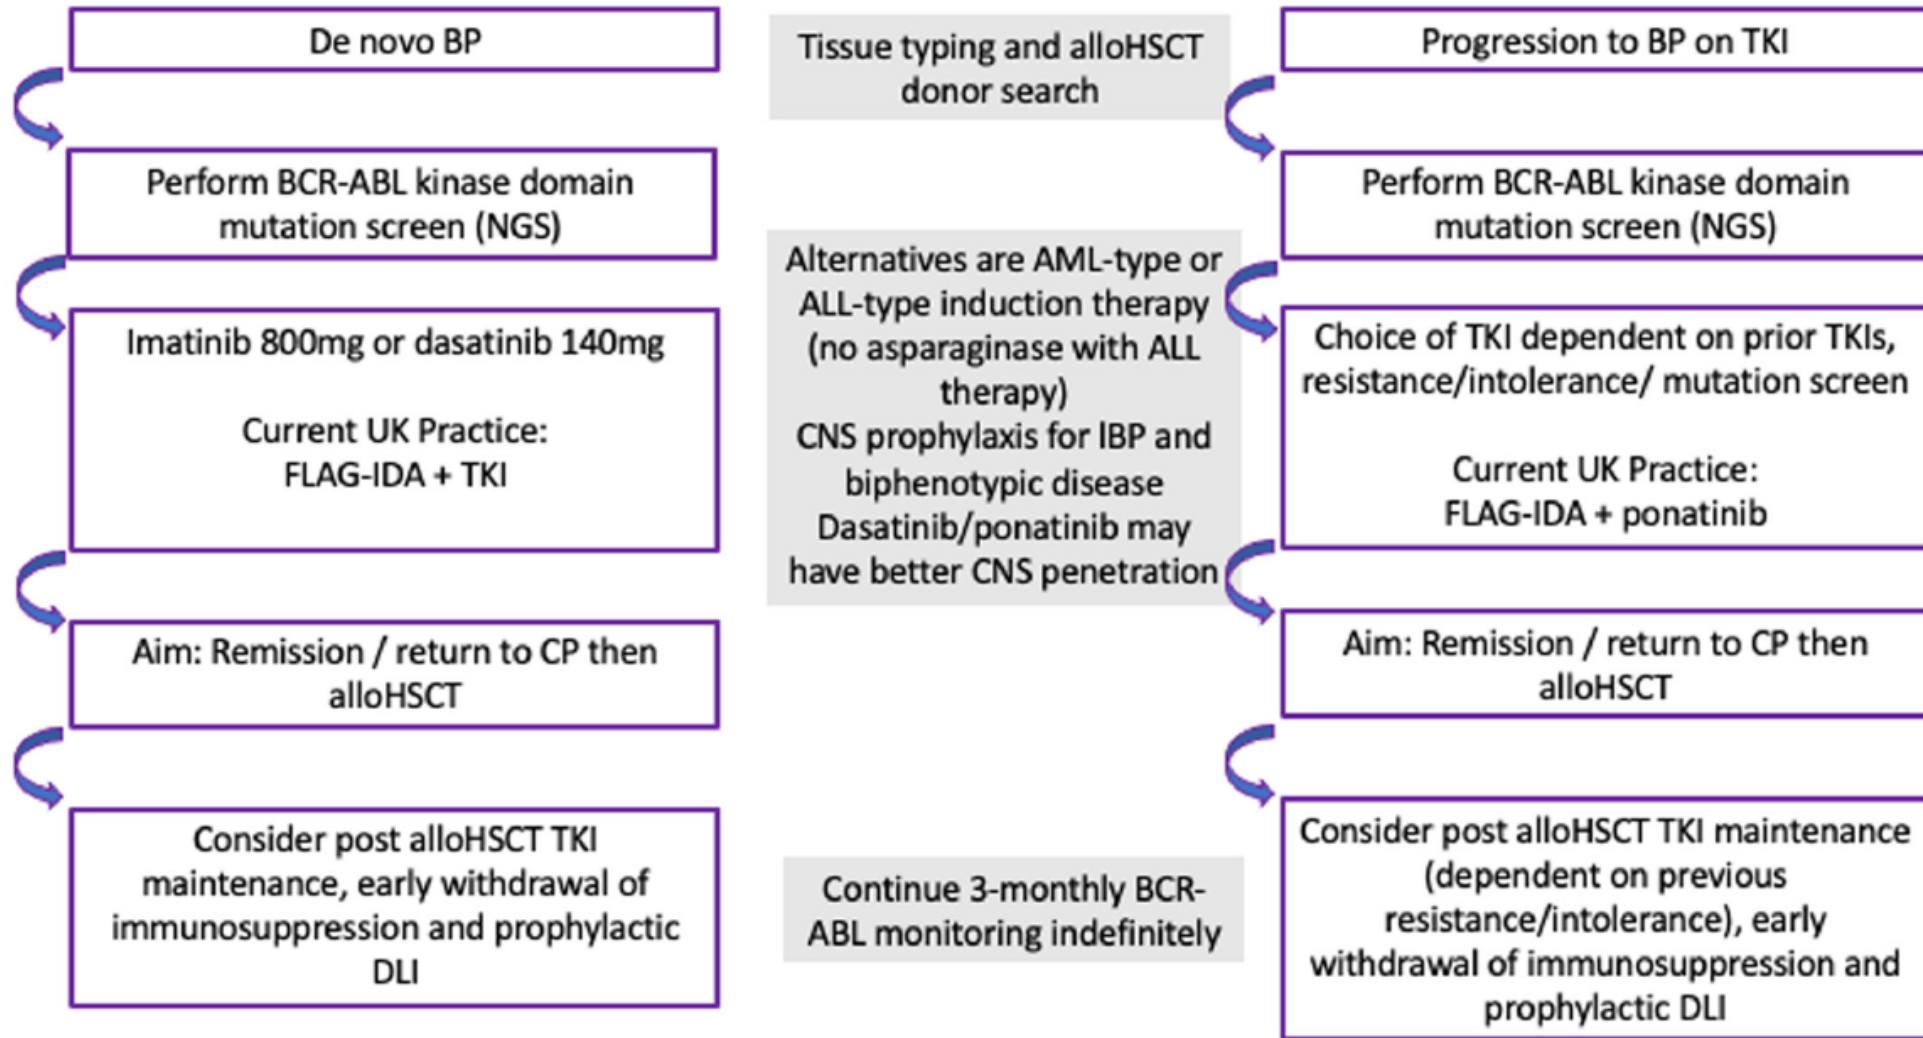 De novo BP
Perform BCR-ABL kinase domain
mutation screen (NGS)
Imatinib 800mg or dasatinib 140mg
Current UK Practice:
FLAG-IDA + TKI
Aim: Remission / return to CP then
alloHSCT
Consider post alloHSCT TKI
maintenance, early withdrawal of
immunosuppression and prophylactic
DLI
Tissue typing and alloHSCT
donor search
Alternatives are AML-type or
ALL-type induction therapy
(no asparaginase with ALL
therapy)
CNS prophylaxis for lBP and
biphenotypic disease
Dasatinib/ponatinib may
have better CNS penetration
Continue 3-monthly BCR-
ABL monitoring indefinitely
Progression to BP on TKI
Perform BCR-ABL kinase domain
mutation screen (NGS)
Choice of TKI dependent on prior TKIs,
resistance/intolerance/ mutation screen
Current UK Practice:
FLAG-IDA + ponatinib
Aim: Remission / return to CP then
alloHSCT
Consider post alloHSCT TKI maintenance
(dependent on previous
resistance/intolerance), early
withdrawal of immunosuppression and
prophylactic DLI